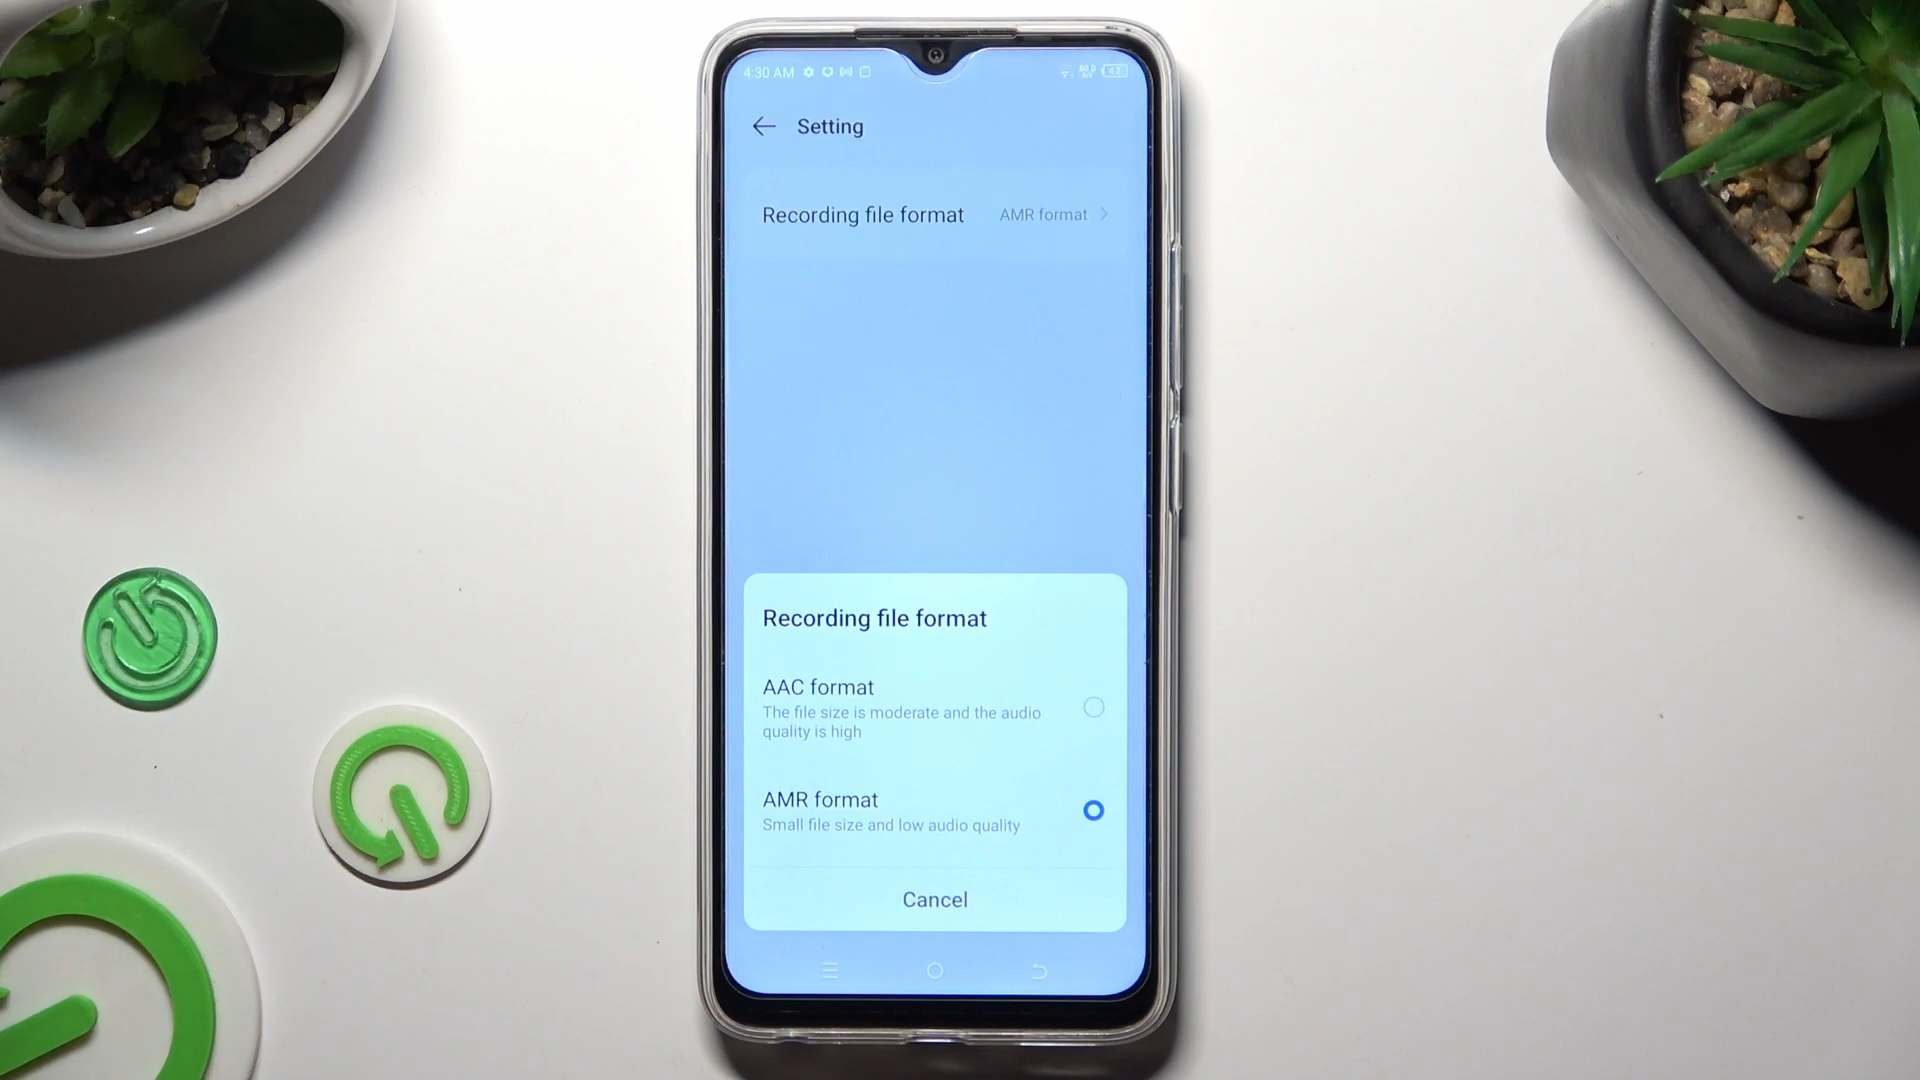 4:30 AM
Setting
Recording file format AMR format
Recording file format
AAC format
The file size is moderate and the audio
quality is high
AMR format
Small file size and low audio quality
Cancel